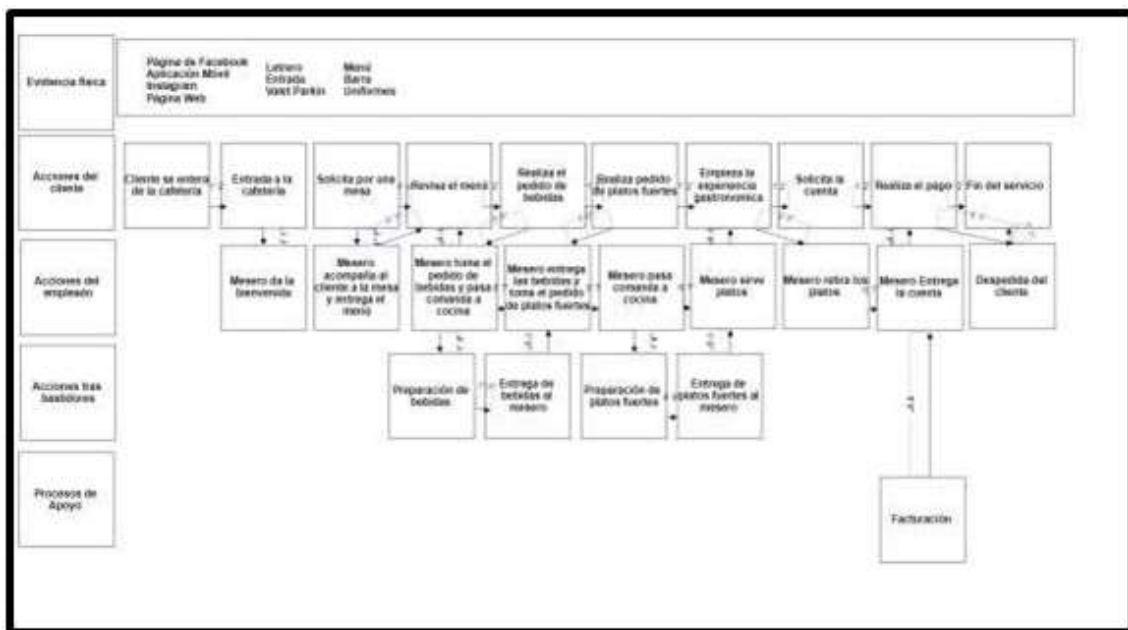 Evidencia física
Página de Facebook
Aplicación Móvil
Instagram
Página Web
Letrero
Entrada
Valet Parkin
Menú
Barra
Uniformes
Acciones del
cliente
Cliente se entera
de la cafetería
Entrada a la
cafetería
Solicita por una
mesa
Revisa el menú
Realiza el
pedido de
bebidas
Realiza pedido
de platos fuertes
Empieza la
experiencia
gastronomica
Solicita la
cuenta
Realiza el pago
Fin del servicio
Acciones
del empleón
Mesero da la
bienvenida
Mesero
acompaña al
cliente a la mesa
y entrega el
menú
Mesero toma el
pedido de
bebidas y pasa
comanda a
cocina
Mesero entrega
las bebidas y
toma el pedido
de platos fuertes
Mesero pasa
comanda a
cocina
Mesero sirve
platos
Mesero retira los
platos
Mesero Entrega
la cuenta
Despedida del
cliente
Acciones tras
bastidores
Preparación de
bebidas
Entrega de
bebidas al
mesero
Preparación de
platos fuertes
Entrega de
platos fuertes al
mesero
Procesos de
Apoyo
Facturación